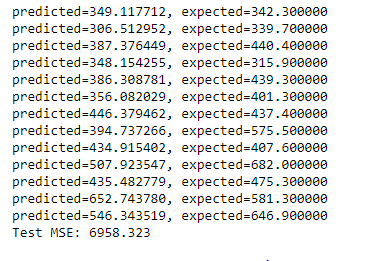 predicted=349.117712, expected=342.300000
predicted=306.512952, expected=339.700000
predicted=387.376449, expected=440.400000
predicted=348.154255, expected=315.900000
predicted=386.308781, expected=439.300000
predicted=356.082029, expected=401.300000
predicted=446.379462, expected=437.400000
predicted=394.737266, expected=575.500000
predicted=434.915402, expected=407.600000
predicted=507.923547, expected=682.000000
predicted=435.482779, expected=475.300000
predicted=652.743780, expected=581.300000
predicted=546.343519, expected=646.900000
Test MSE: 6958.323